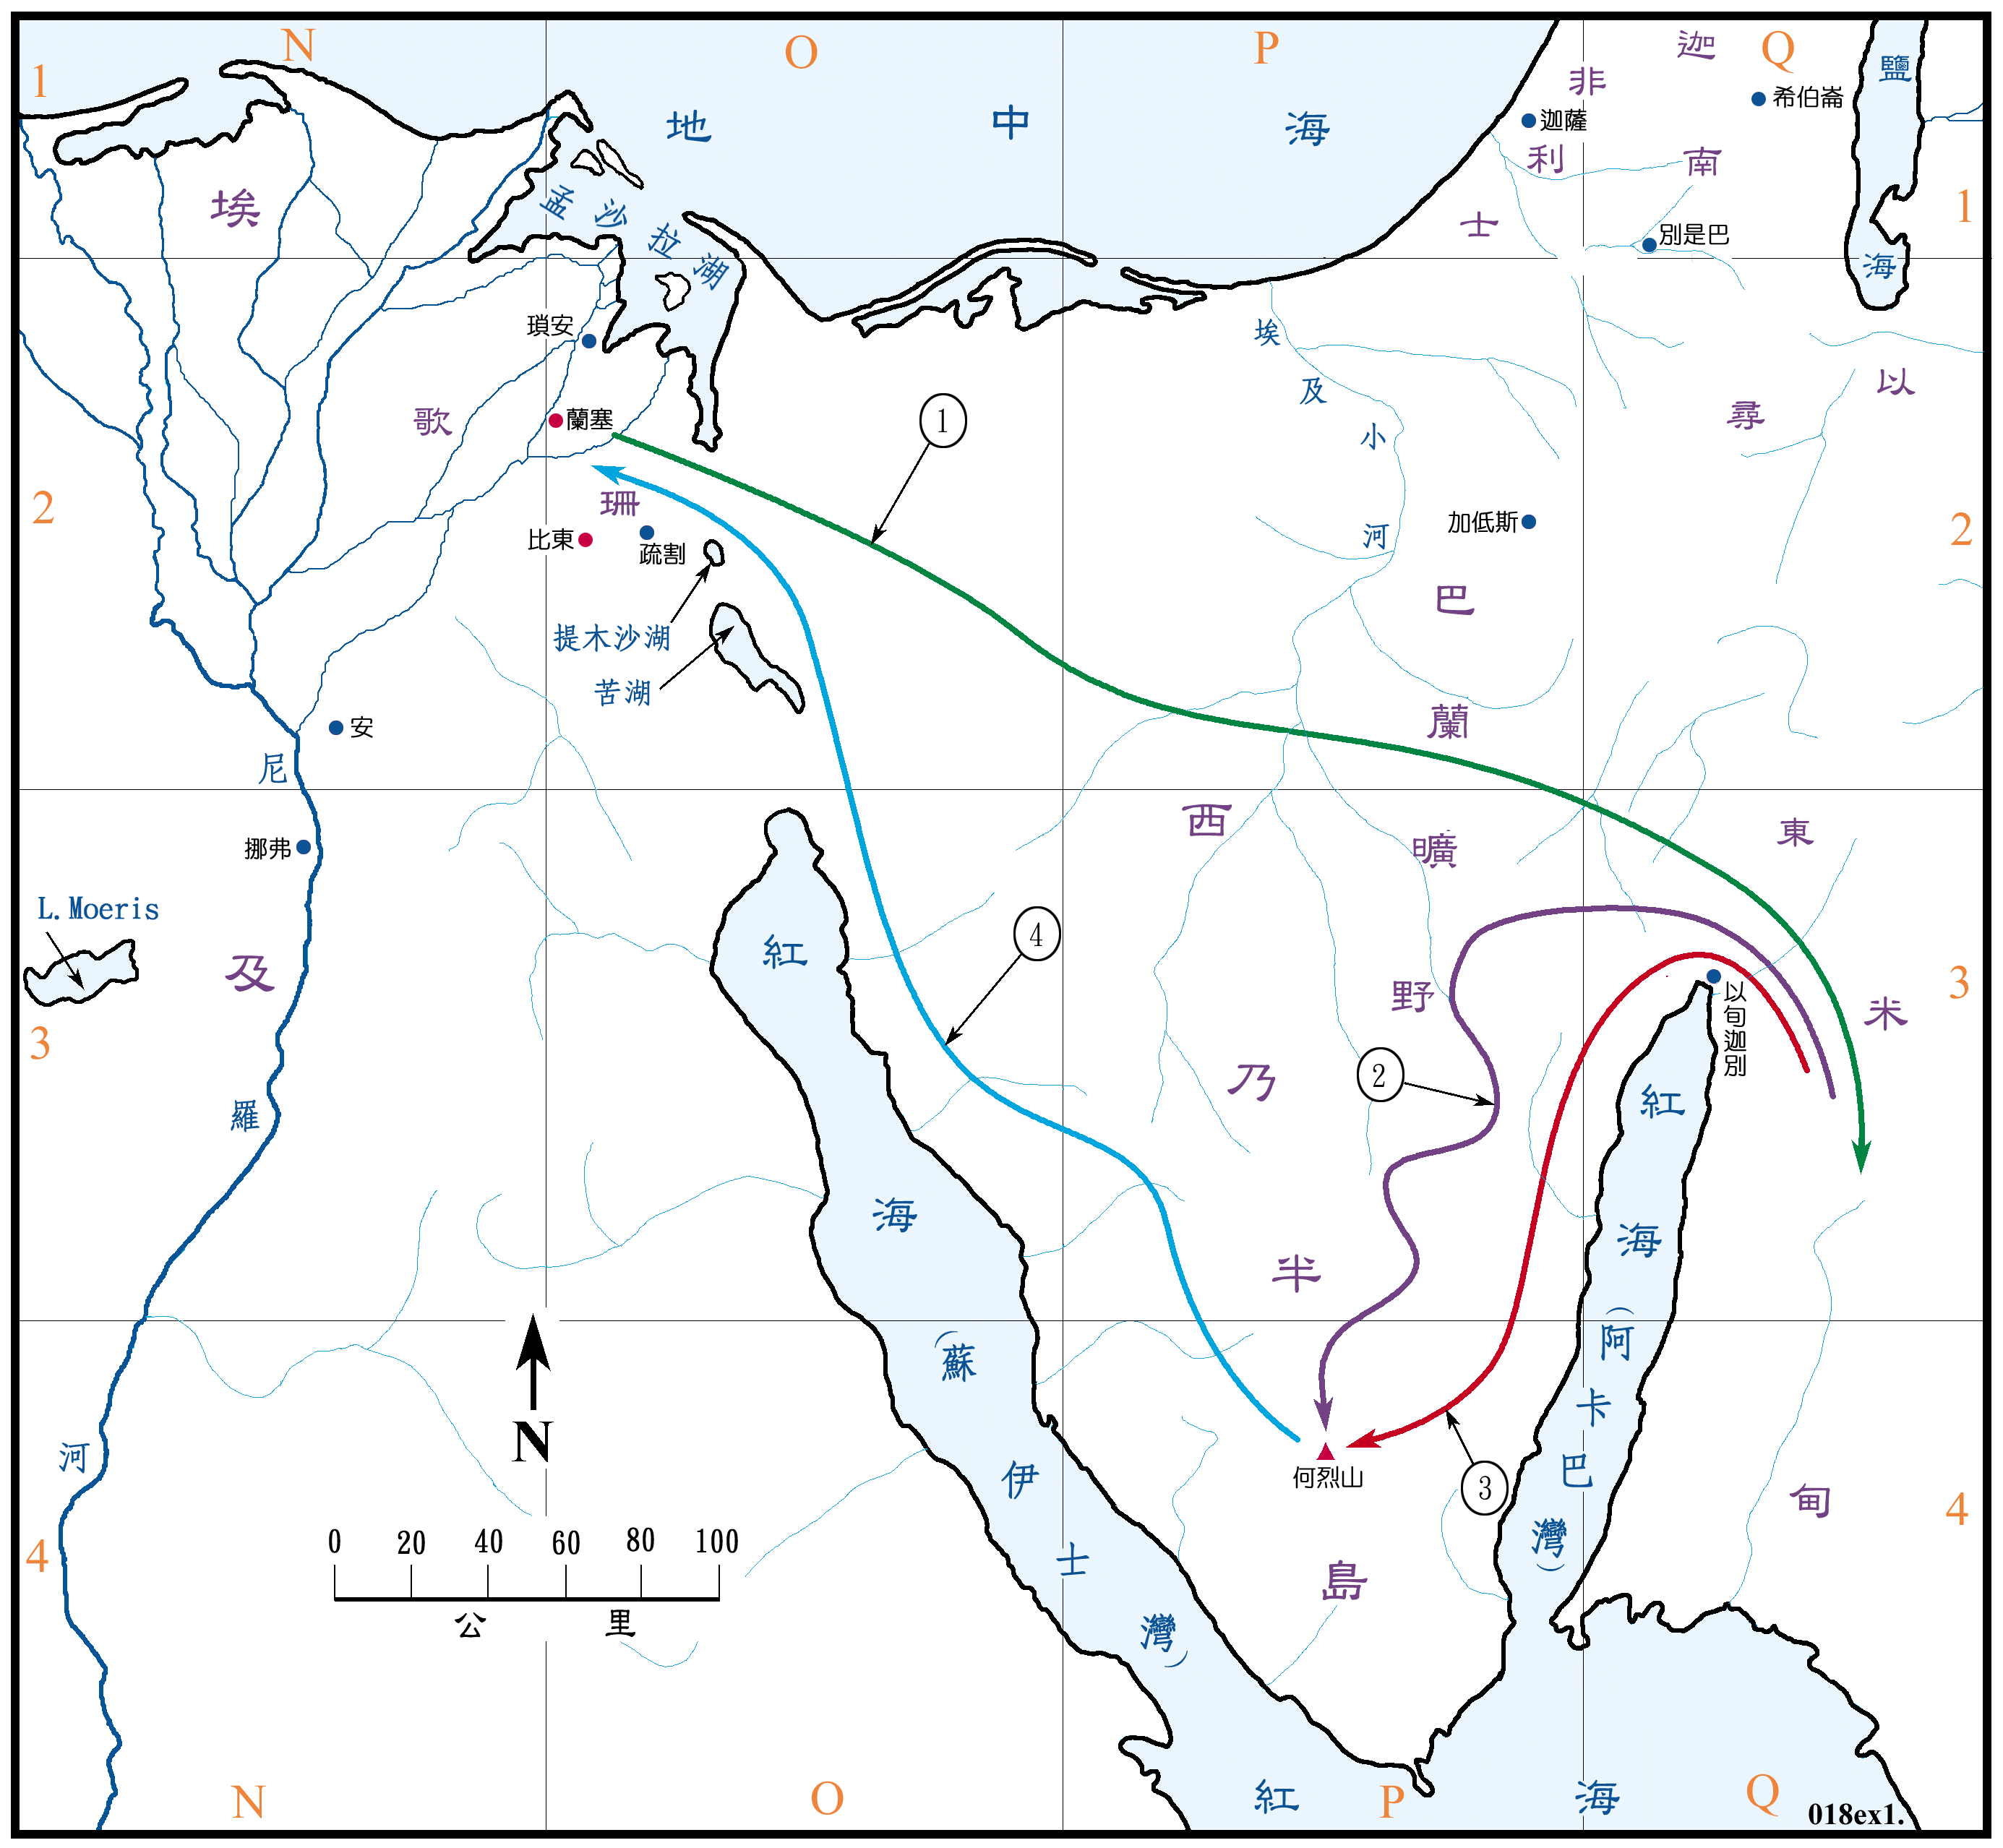 N
O
P
Q
1
1
2
2
3
3
4
4
N
O
P
Q
地中海
鹽海
孟沙拉湖
埃及
歌珊
非利士
迦南
以東
尋
巴蘭曠野
西乃半島
米甸
埃及小河
尼羅河
紅海
(蘇伊士灣)
紅海
(阿卡巴灣)
紅海
迦薩
希伯崙
別是巴
瑣安
蘭塞
比東
疏割
提木沙湖
苦湖
加低斯
安
挪弗
L.Moeris
以旬迦別
何烈山
1
2
3
4
N
0 20 40 60 80 100
公里
018ex1.